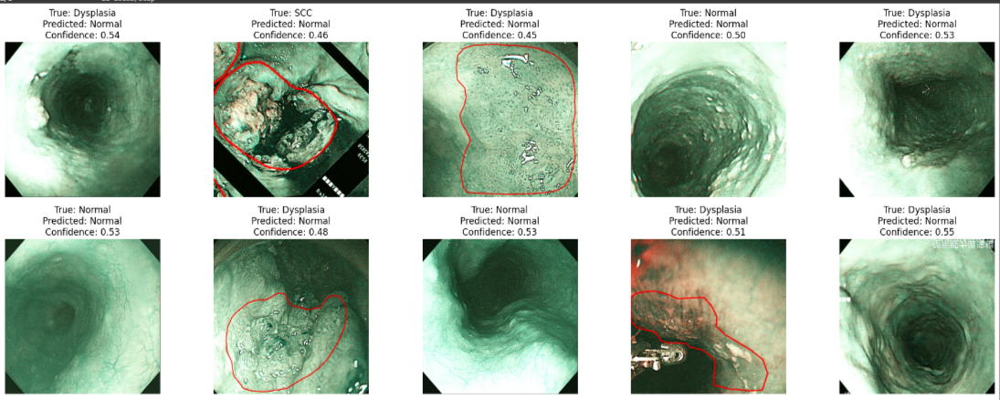 True: Dysplasia
Predicted: Normal
Confidence: 0.54
True: SCC
Predicted: Normal
Confidence: 0.46
True: Dysplasia
Predicted: Normal
Confidence: 0.45
True: Normal
Predicted: Normal
Confidence: 0.50
True: Dysplasia
Predicted: Normal
Confidence: 0.53
True: Normal
Predicted: Normal
Confidence: 0.53
True: Dysplasia
Predicted: Normal
Confidence: 0.48
True: Normal
Predicted: Normal
Confidence: 0.53
True: Dysplasia
Predicted: Normal
Confidence: 0.51
True: Dysplasia
Predicted: Normal
Confidence: 0.55